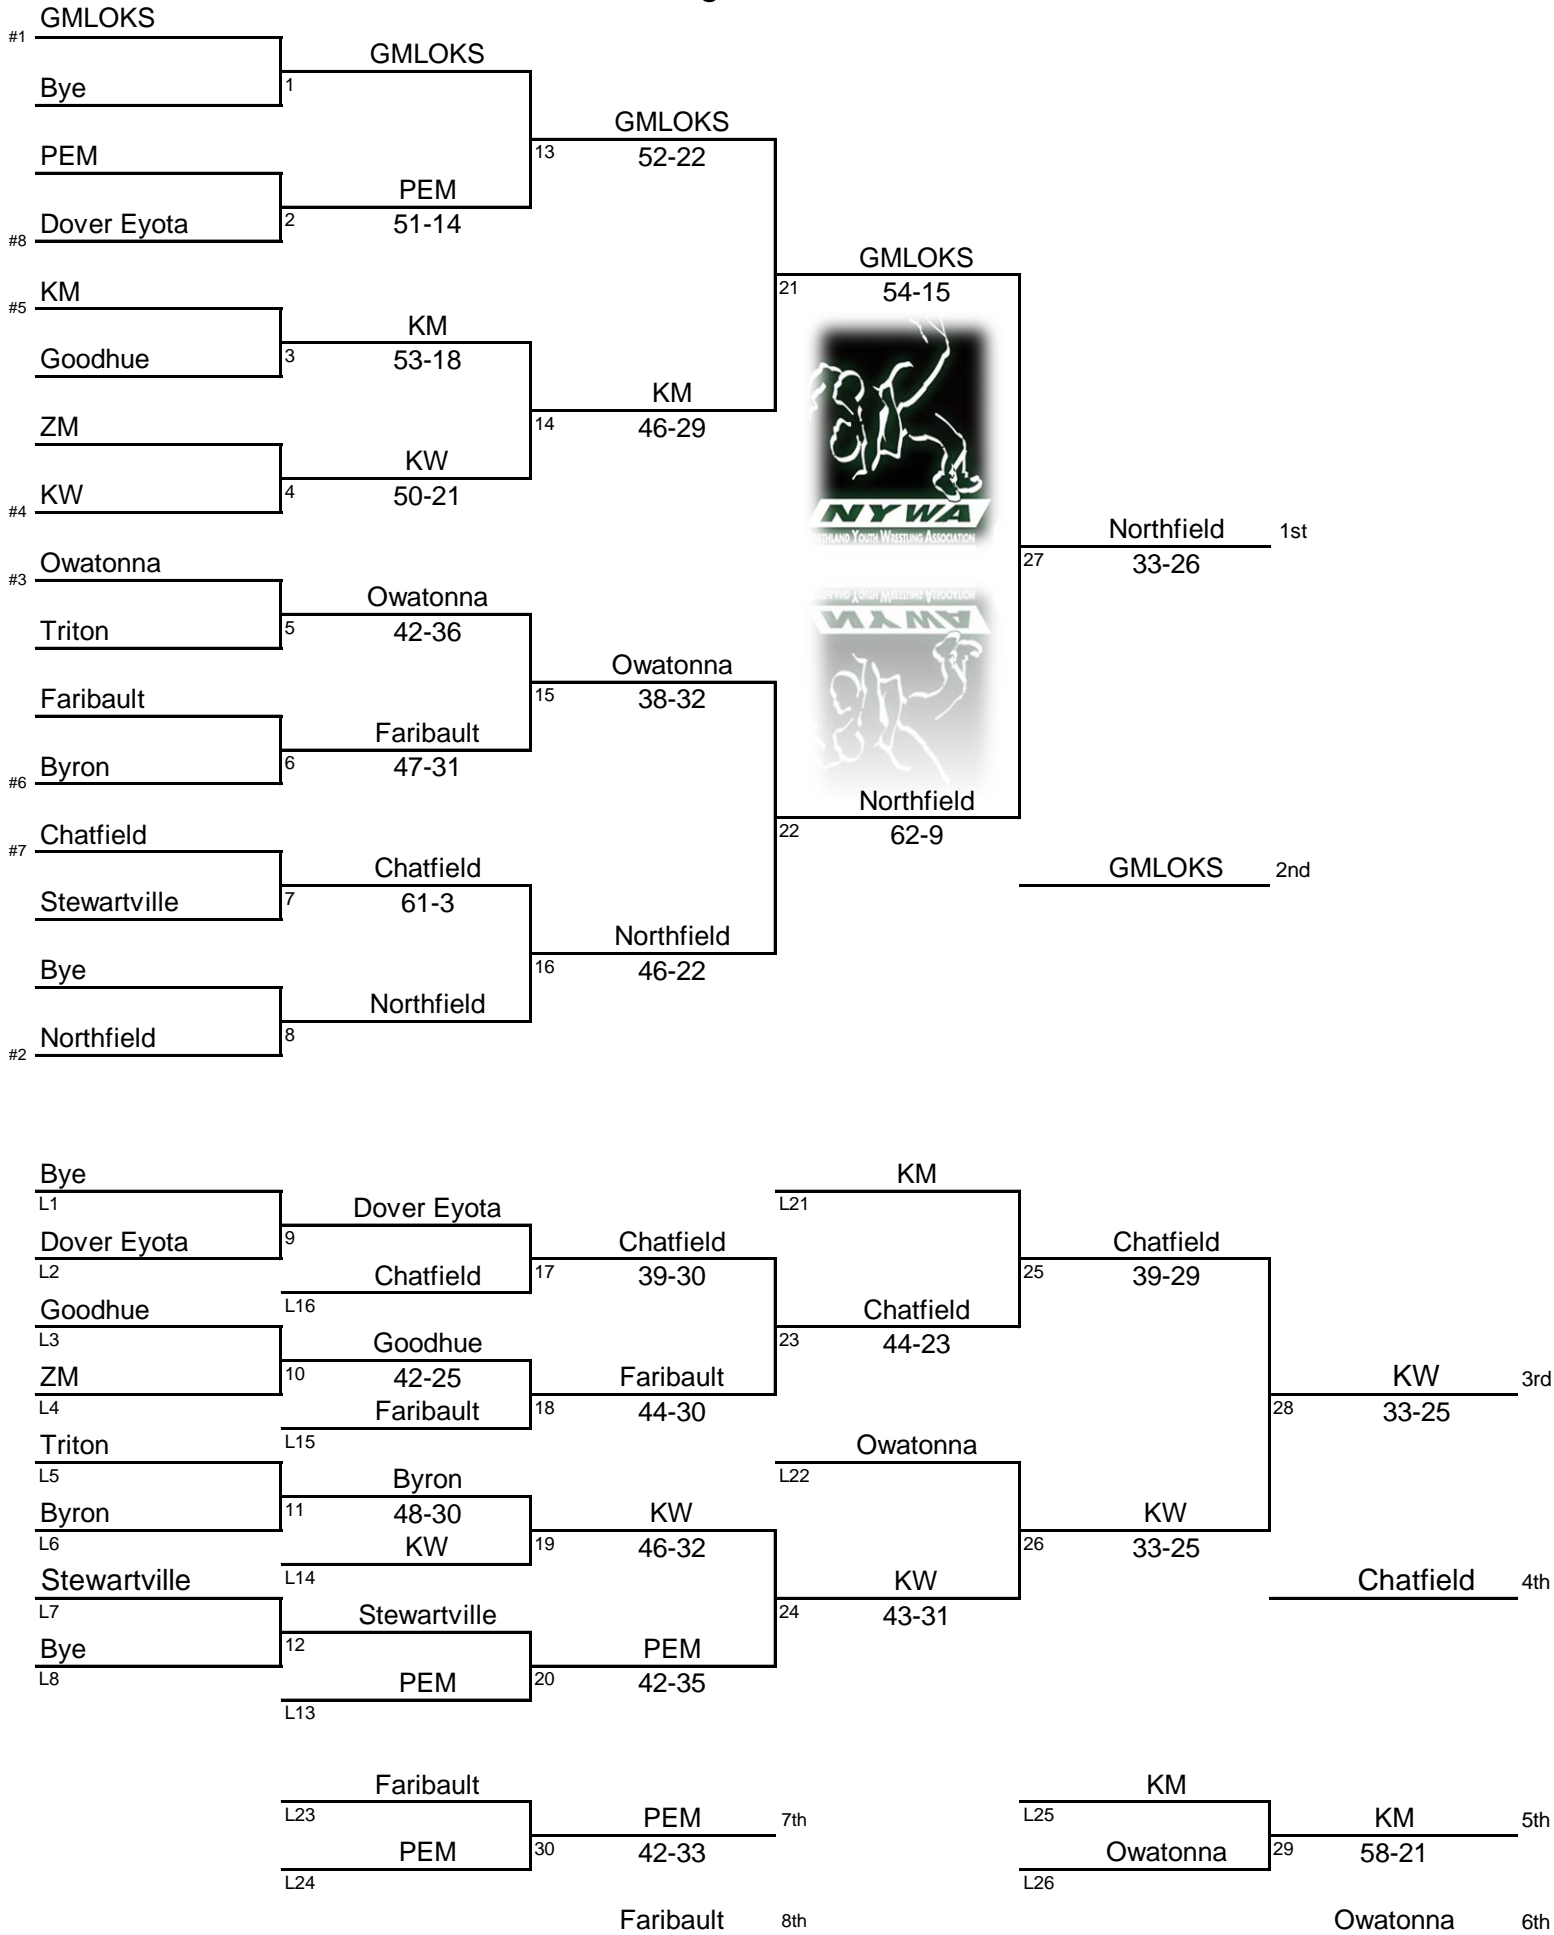 GMLOKS
#1
GMLOKS
Bye
1
GMLOKS
PEM
13
52-22
PEM
Dover Eyota
2
51-14
#8
GMLOKS
KM
21
54-15
#5
KM
Goodhue
3
53-18
KM
ZM
14
46-29
KW
KW
4
50-21
#4
NYWA
Northland Youth Wrestling Association
Northfield 1st
Owatonna
27
33-26
#3
Owatonna
Triton
5
42-36
Owatonna
Faribault
15
38-32
Faribault
Byron
6
47-31
#6
Northfield
Chatfield
22
62-9
#7
Chatfield
GMLOKS 2nd
Stewartville
7
61-3
Northfield
Bye
16
46-22
Northfield
Northfield
8
#2
Bye
KM
L1
L21
Dover Eyota
Dover Eyota
9
Chatfield
Chatfield
L2
Chatfield
17
39-30
25
39-29
L16
Goodhue
Chatfield
L3
Goodhue
23
44-23
ZM
10
42-25
Faribault
KW 3rd
L4
Faribault
18
44-30
28
33-25
L15
Triton
Owatonna
L5
L22
Byron
Byron
11
48-30
KW
KW
L6
KW
19
46-32
26
33-25
L14
Stewartville
KW
Chatfield 4th
L7
Stewartville
24
43-31
Bye
12
PEM
L8
PEM
20
42-35
L13
Faribault
KM
L23
PEM 7th
L25
KM 5th
PEM
30
42-33
Owatonna
29
58-21
L24
L26
Faribault 8th
Owatonna 6th